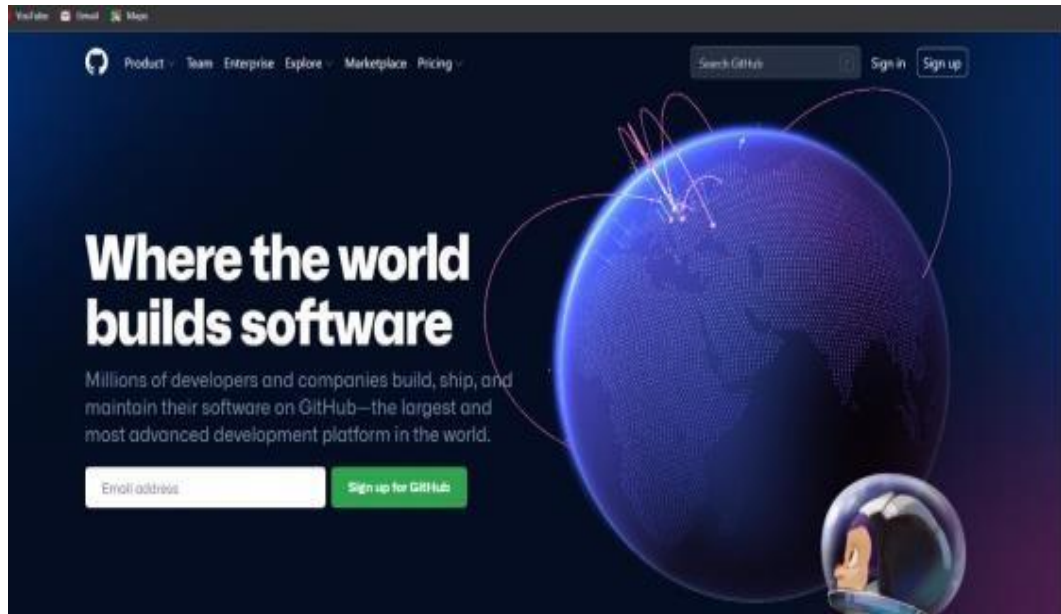 YouTube Gmail Maps
Product Team Enterprise Explore Marketplace Pricing Search GitHub / Sign in Sign up
Where the world
builds software
Millions of developers and companies build, ship, and
maintain their software on GitHub—the largest and
most advanced development platform in the world.
Email address Sign up for GitHub